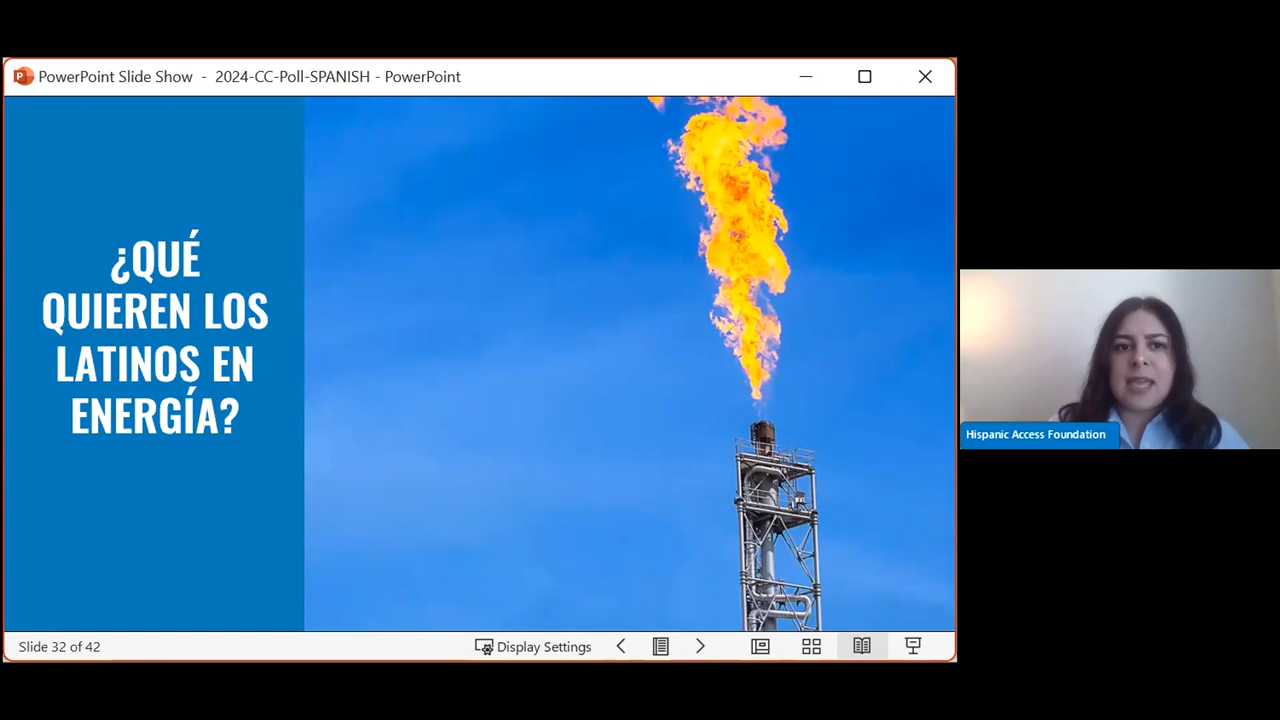 PowerPoint Slide Show - 2024-CC-Poll-SPANISH - PowerPoint
¿QUÉ
QUIEREN LOS
LATINOS EN
ENERGÍA?
Hispanic Access Foundation
Slide 32 of 42
Display Settings